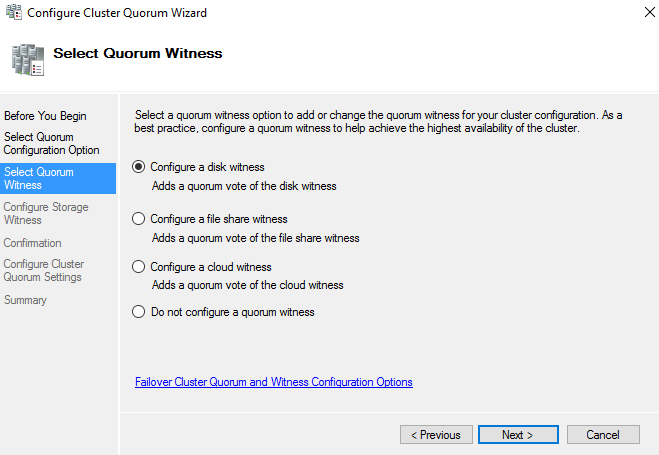 Configure Cluster Quorum Wizard
Select Quorum Witness
Before You Begin
Select Quorum
Configuration Option
Select Quorum
Witness
Configure Storage
Witness
Confirmation
Configure Cluster
Quorum Settings
Summary
Select a quorum witness option to add or change the quorum witness for your cluster configuration. As a
best practice, configure a quorum witness to help achieve the highest availability of the cluster.
Configure a disk witness
Adds a quorum vote of the disk witness
Configure a file share witness
Adds a quorum vote of the file share witness
Configure a cloud witness
Adds a quorum vote of the cloud witness
Do not configure a quorum witness
Failover Cluster Quorum and Witness Configuration Options
< Previous
Next >
Cancel